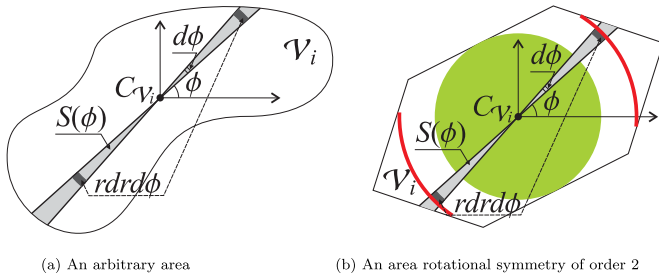 dϕ
𝒱ᵢ
ϕ
C𝒱ᵢ
S(ϕ)
rdrdϕ
dϕ
ϕ
C𝒱ᵢ
S(ϕ)
𝒱ᵢ
rdrdϕ
(a) An arbitrary area
(b) An area rotational symmetry of order 2